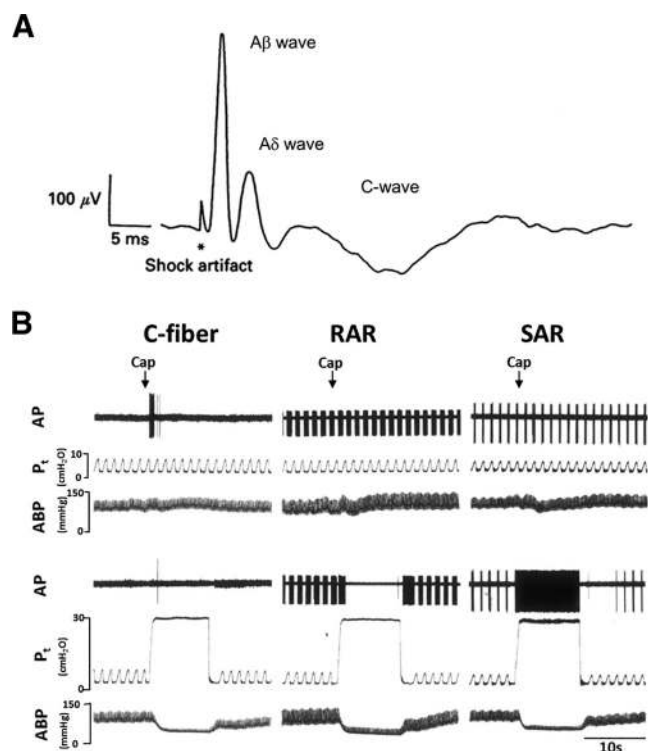 A
Aβ wave
Aδ wave
C-wave
100 μV
5 ms
*
Shock artifact
B
C-fiber RAR SAR
Cap Cap Cap
AP
Pt (cmH2O) 10 0
ABP (mmHg) 150 0
AP
Pt (cmH2O) 30 0
ABP (mmHg) 150 0
10s